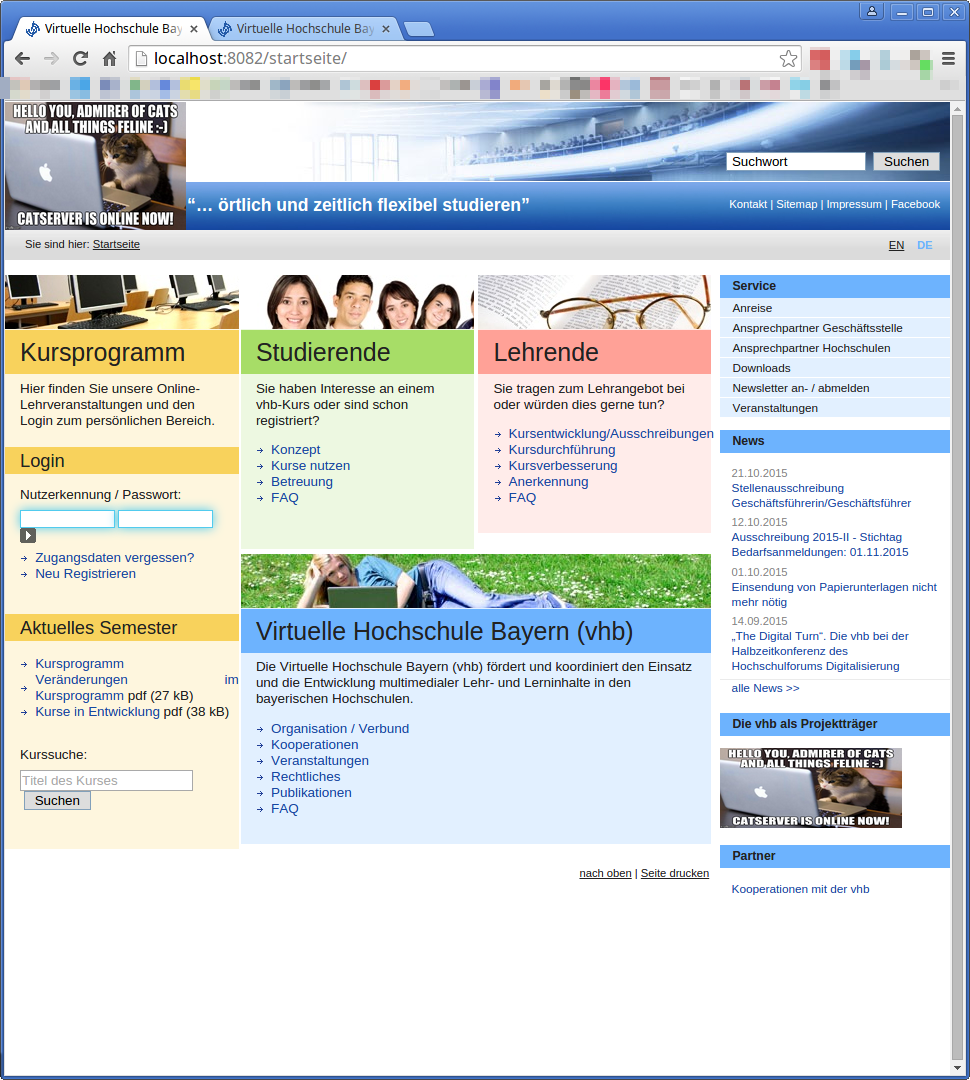 Virtuelle Hochschule Bay
Virtuelle Hochschule Bay
localhost:8082/startseite/
HELLO YOU, ADMIRER OF CATS
AND ALL THINGS FELINE :-)
CATSERVER IS ONLINE NOW!
Suchwort
Suchen
“… örtlich und zeitlich flexibel studieren”
Kontakt | Sitemap | Impressum | Facebook
Sie sind hier: Startseite
EN DE
Kursprogramm
Hier finden Sie unsere Online-
Lehrveranstaltungen und den
Login zum persönlichen Bereich.
Login
Nutzerkennung / Passwort:
Zugangsdaten vergessen?
Neu Registrieren
Aktuelles Semester
Kursprogramm
Veränderungen im
Kursprogramm pdf (27 kB)
Kurse in Entwicklung pdf (38 kB)
Kurssuche:
Titel des Kurses
Suchen
Studierende
Sie haben Interesse an einem
vhb-Kurs oder sind schon
registriert?
Konzept
Kurse nutzen
Betreuung
FAQ
Lehrende
Sie tragen zum Lehrangebot bei
oder würden dies gerne tun?
Kursentwicklung/Ausschreibungen
Kursdurchführung
Kursverbesserung
Anerkennung
FAQ
Virtuelle Hochschule Bayern (vhb)
Die Virtuelle Hochschule Bayern (vhb) fördert und koordiniert den Einsatz
und die Entwicklung multimedialer Lehr- und Lerninhalte in den
bayerischen Hochschulen.
Organisation / Verbund
Kooperationen
Veranstaltungen
Rechtliches
Publikationen
FAQ
nach oben | Seite drucken
Service
Anreise
Ansprechpartner Geschäftsstelle
Ansprechpartner Hochschulen
Downloads
Newsletter an- / abmelden
Veranstaltungen
News
21.10.2015
Stellenausschreibung
Geschäftsführerin/Geschäftsführer
12.10.2015
Ausschreibung 2015-II - Stichtag
Bedarfsanmeldungen: 01.11.2015
01.10.2015
Einsendung von Papierunterlagen nicht
mehr nötig
14.09.2015
„The Digital Turn“. Die vhb bei der
Halbzeitkonferenz des
Hochschulforums Digitalisierung
alle News >>
Die vhb als Projektträger
HELLO YOU, ADMIRER OF CATS
AND ALL THINGS FELINE :-)
CATSERVER IS ONLINE NOW!
Partner
Kooperationen mit der vhb